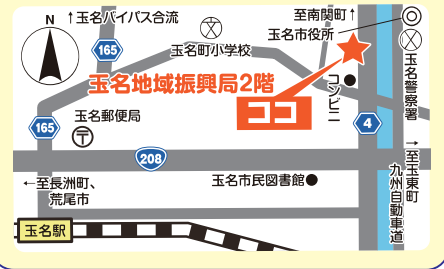 N
↑玉名バイパス合流
至南関町↑
玉名市役所
165
玉名町小学校
玉名地域振興局2階
ココ
コンビニ
玉名警察署
165
玉名郵便局
4
208
→至玉東町
九州自動車道
←至長洲町、
荒尾市
玉名市民図書館
玉名駅